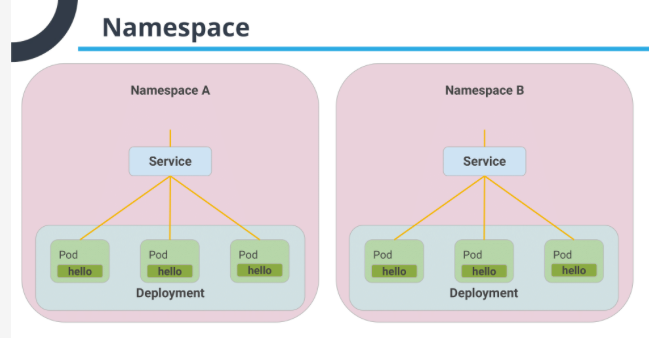 Namespace
Namespace A
Service
Pod
hello
Pod
hello
Pod
hello
Deployment
Namespace B
Service
Pod
hello
Pod
hello
Pod
hello
Deployment